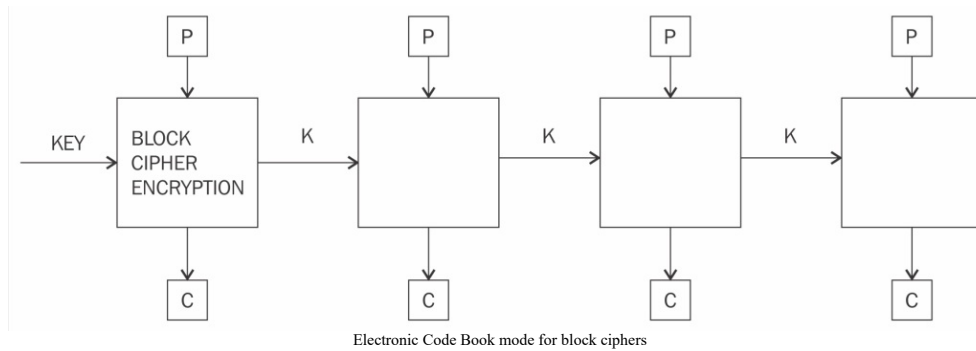 P P P P
KEY BLOCK K K K
CIPHER
ENCRYPTION
C C C C
Electronic Code Book mode for block ciphers